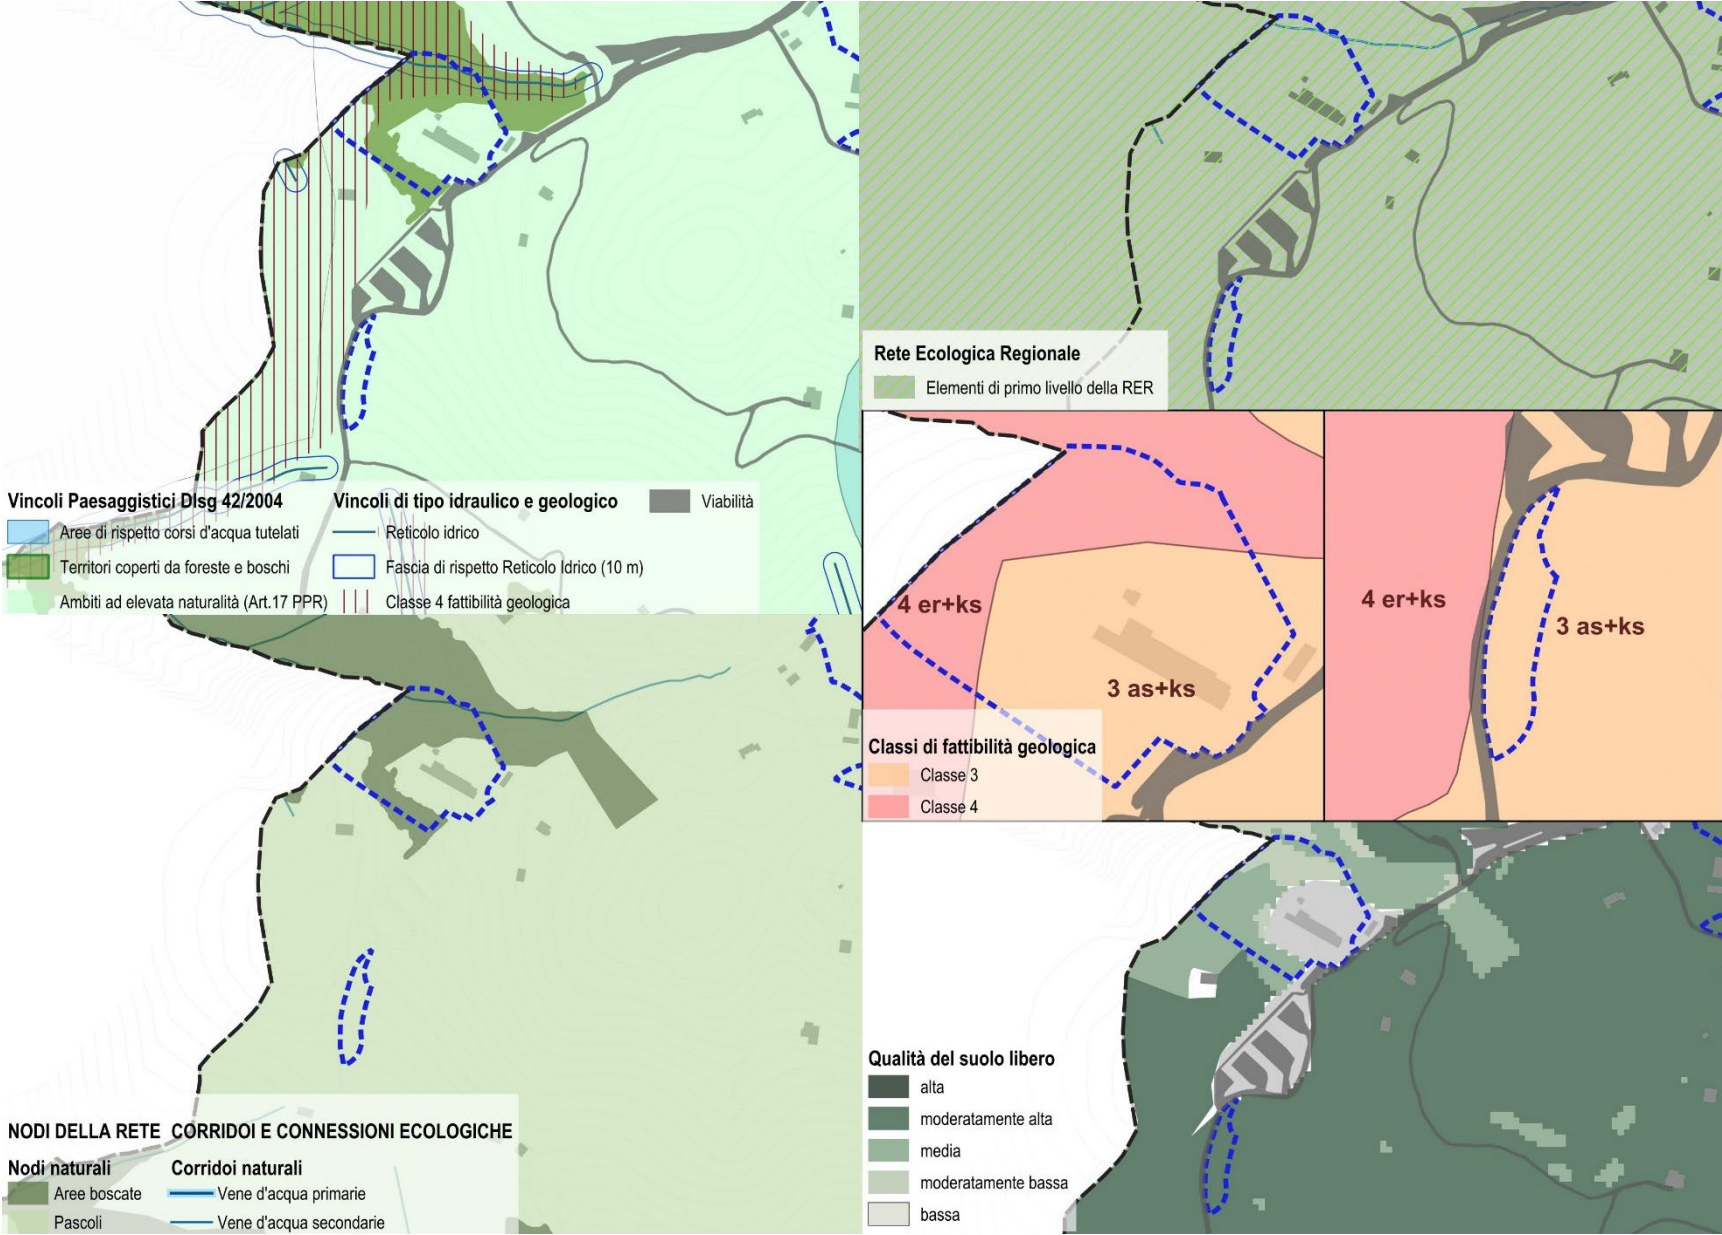 Vincoli Paesaggistici Dlsg 42/2004
Aree di rispetto corsi d'acqua tutelati
Territori coperti da foreste e boschi
Ambiti ad elevata naturalità (Art.17 PPR)
Vincoli di tipo idraulico e geologico
Reticolo idrico
Fascia di rispetto Reticolo Idrico (10 m)
Classe 4 fattibilità geologica
Viabilità
Rete Ecologica Regionale
Elementi di primo livello della RER
4 er+ks
3 as+ks
4 er+ks
3 as+ks
Classi di fattibilità geologica
Classe 3
Classe 4
NODI DELLA RETE
Nodi naturali
Aree boscate
Pascoli
CORRIDOI E CONNESSIONI ECOLOGICHE
Corridoi naturali
Vene d'acqua primarie
Vene d'acqua secondarie
Qualità del suolo libero
alta
moderatamente alta
media
moderatamente bassa
bassa